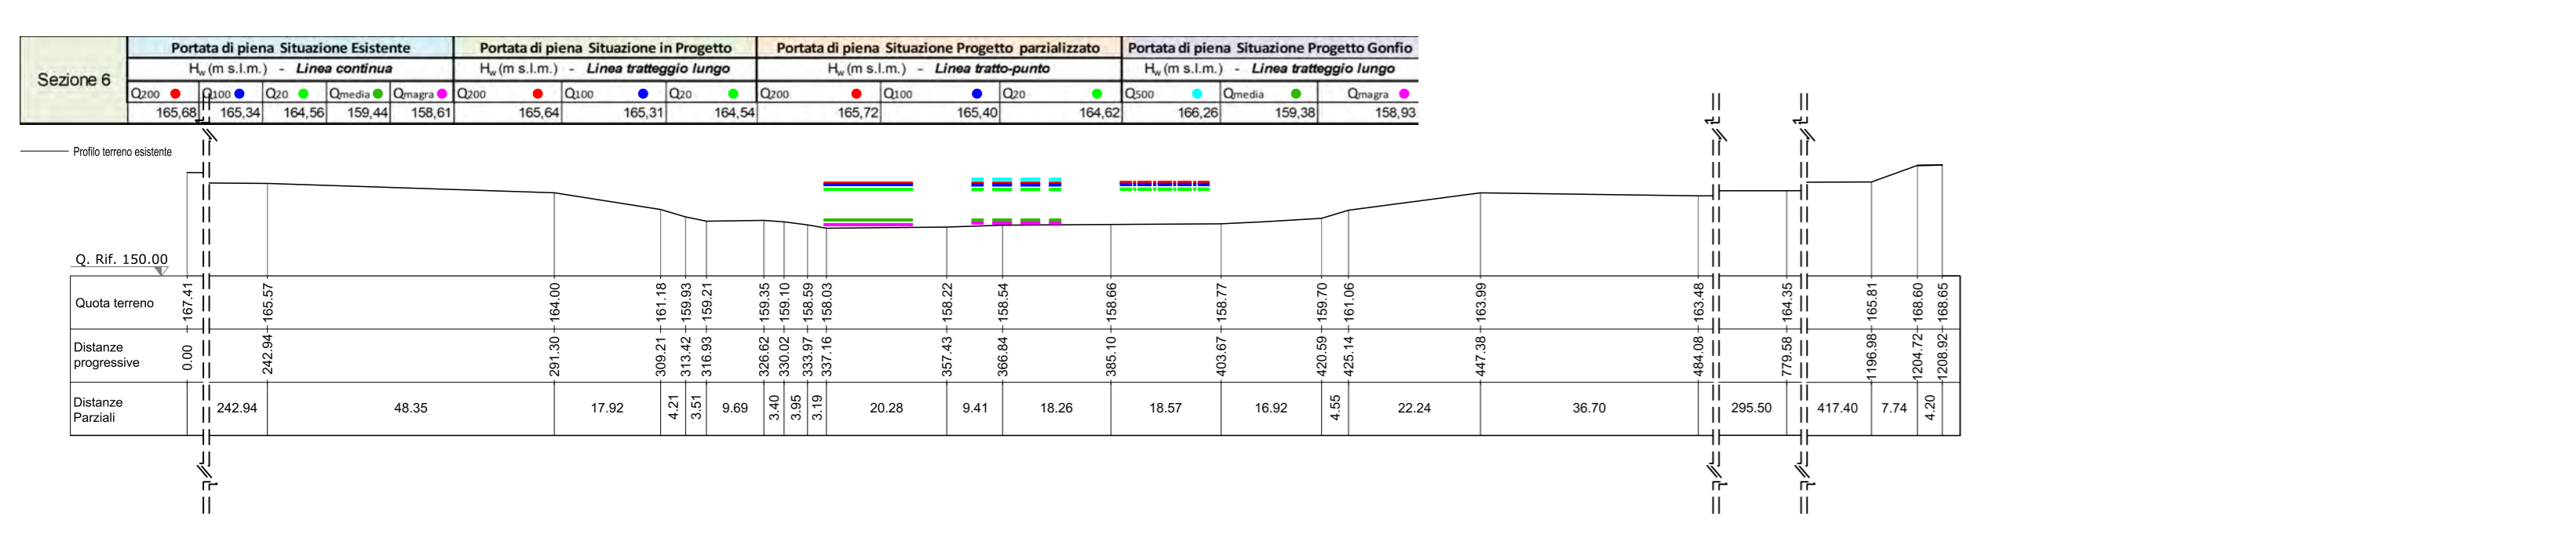 Sezione 6
Portata di piena Situazione Esistente Portata di piena Situazione in Progetto Portata di piena Situazione Progetto parzializzato Portata di piena Situazione Progetto Gonfio
Hw (m s.l.m.) - Linea continua Hw (m s.l.m.) - Linea tratteggio lungo Hw (m s.l.m.) - Linea tratto-punto Hw (m s.l.m.) - Linea tratteggio lungo
Q200 Q100 Q20 Qmedia Qmagra Q200 Q100 Q20 Q200 Q100 Q20 Q500 Qmedia Qmagra
165,68 165,34 164,56 159,44 158,61 165,64 165,31 164,54 165,72 165,40 164,62 166,26 159,38 158,93
Profilo terreno esistente
Q. Rif. 150.00
Quota terreno 167.41 165.57 164.00 161.18 159.93 159.21 159.35 159.10 158.59 158.03 158.22 158.54 158.66 158.77 159.70 161.06 163.99 163.48 164.35 165.81 168.60 168.65
Distanze
progressive 0.00 242.94 291.30 309.21 313.42 316.93 326.62 330.02 333.97 337.16 357.43 366.84 385.10 403.67 420.59 425.14 447.38 484.08 779.58 1196.98 1204.72 1208.92
Distanze
Parziali 242.94 48.35 17.92 4.21 3.51 9.69 3.40 3.95 3.19 20.28 9.41 18.26 18.57 16.92 4.55 22.24 36.70 295.50 417.40 7.74 4.20